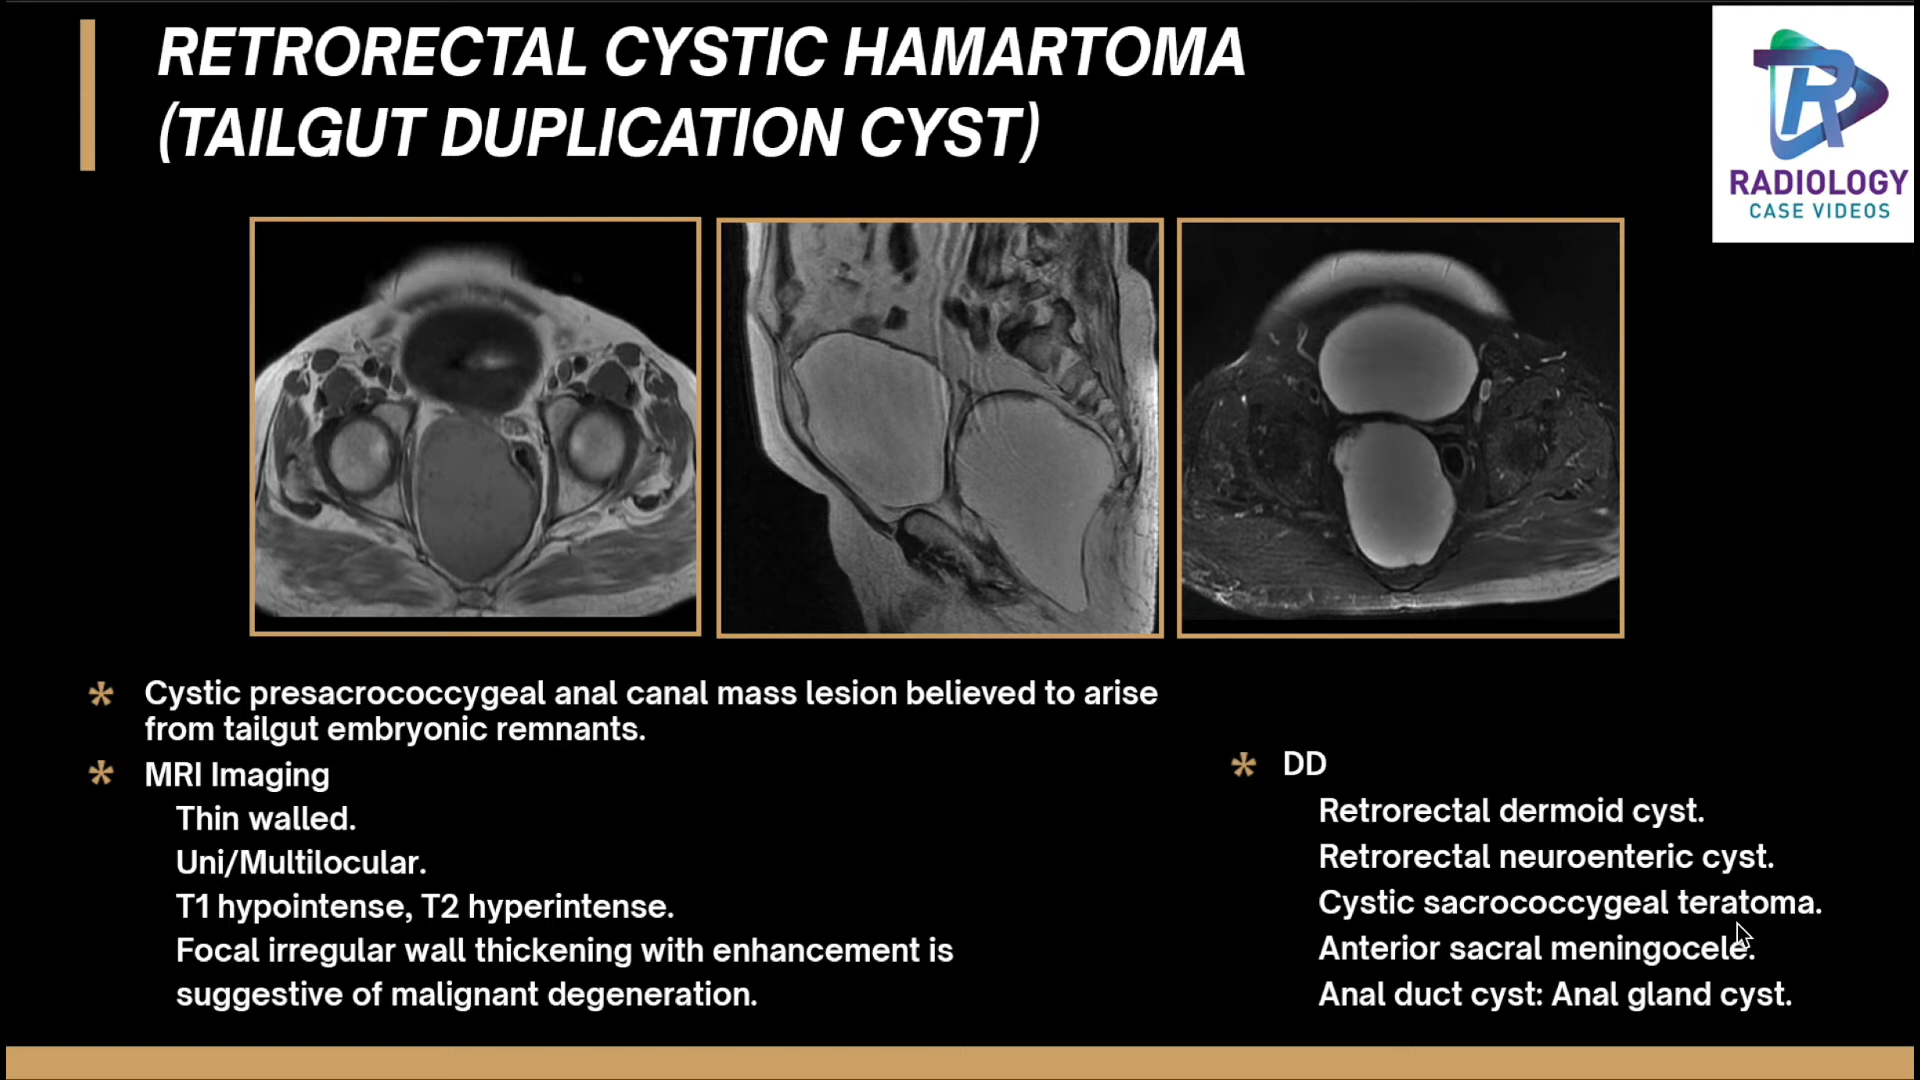 RETRORECTAL CYSTIC HAMARTOMA
(TAILGUT DUPLICATION CYST)
R
RADIOLOGY
CASE VIDEOS
* Cystic presacrococcygeal anal canal mass lesion believed to arise
from tailgut embryonic remnants.
* MRI Imaging
Thin walled.
Uni/Multilocular.
T1 hypointense, T2 hyperintense.
Focal irregular wall thickening with enhancement is
suggestive of malignant degeneration.
* DD
Retrorectal dermoid cyst.
Retrorectal neuroenteric cyst.
Cystic sacrococcygeal teratoma.
Anterior sacral meningocele.
Anal duct cyst: Anal gland cyst.